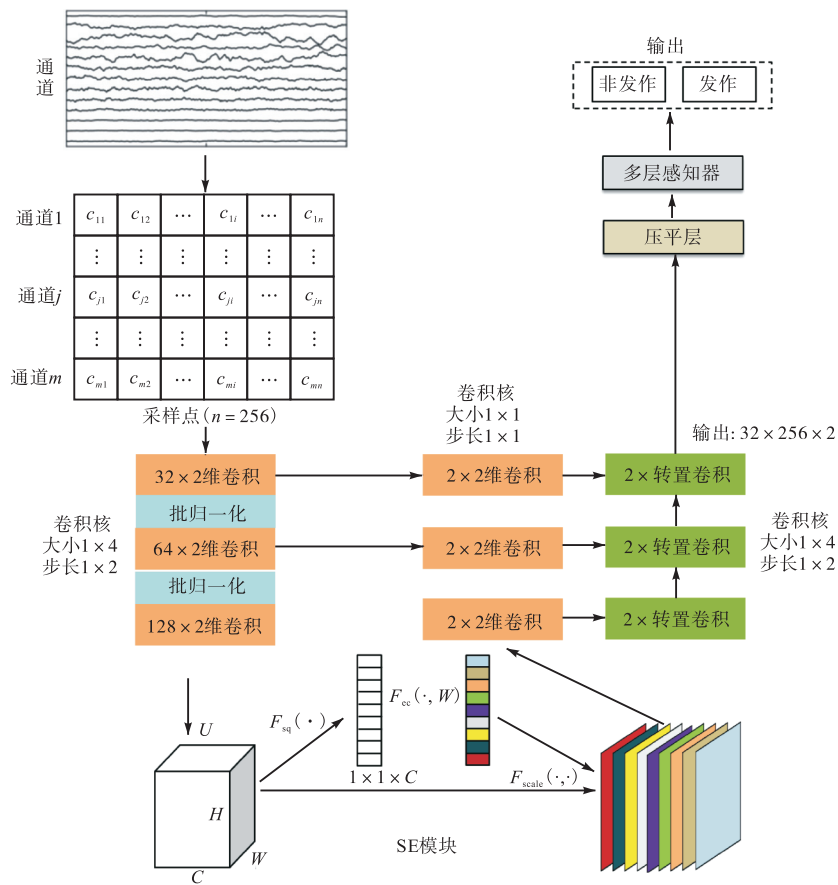 通道
输出
非发作 发作
多层感知器
压平层
通道1 c11 c12 ⋯ c1i ⋯ c1n
⋮ ⋮ ⋮ ⋮
通道j cj1 cj2 ⋯ cji ⋯ cjn
⋮ ⋮ ⋮ ⋮
通道m cm1 cm2 ⋯ cmi ⋯ cmn
采样点(n=256)
卷积核
大小1×1
步长1×1
输出:32×256×2
32×2维卷积 2×2维卷积 2×转置卷积
批归一化
卷积核
大小1×4
步长1×2
64×2维卷积 2×2维卷积 2×转置卷积
卷积核
大小1×4
步长1×2
批归一化
128×2维卷积 2×2维卷积 2×转置卷积
U
Fsq(·)
Fec(·,W)
1×1×C
Fscale(·,·)
H
W
C
SE模块